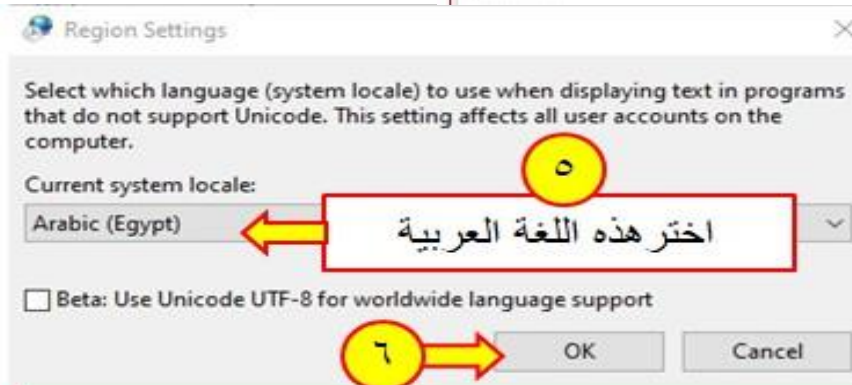 Region Settings
Select which language (system locale) to use when displaying text in programs
that do not support Unicode. This setting affects all user accounts on the
computer.
٥
Current system locale:
Arabic (Egypt)
اختر هذه اللغة العربية
Beta: Use Unicode UTF-8 for worldwide language support
٦
OK
Cancel